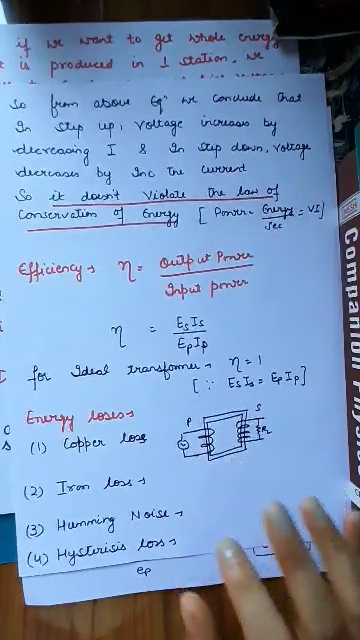 if we want to get whole energy
is produced in 1 station, we
So from above Eqⁿ we conclude that
In step up, voltage increases by
decreasing I & In step down, voltage
decreases by Inc the current
So it doesn't violate the law of
Conservation of Energy [ Power = Energy/sec = VI ]
Efficiency → η = Output Power / Input power
η = EsIs / EpIp
for Ideal transformer → η = 1
[ ∵ EsIs = EpIp ]
Energy loses →
(1) Copper loss
P S
RL
(2) Iron loss →
(3) Humming Noise →
(4) Hysterisis loss →
ep
Companion